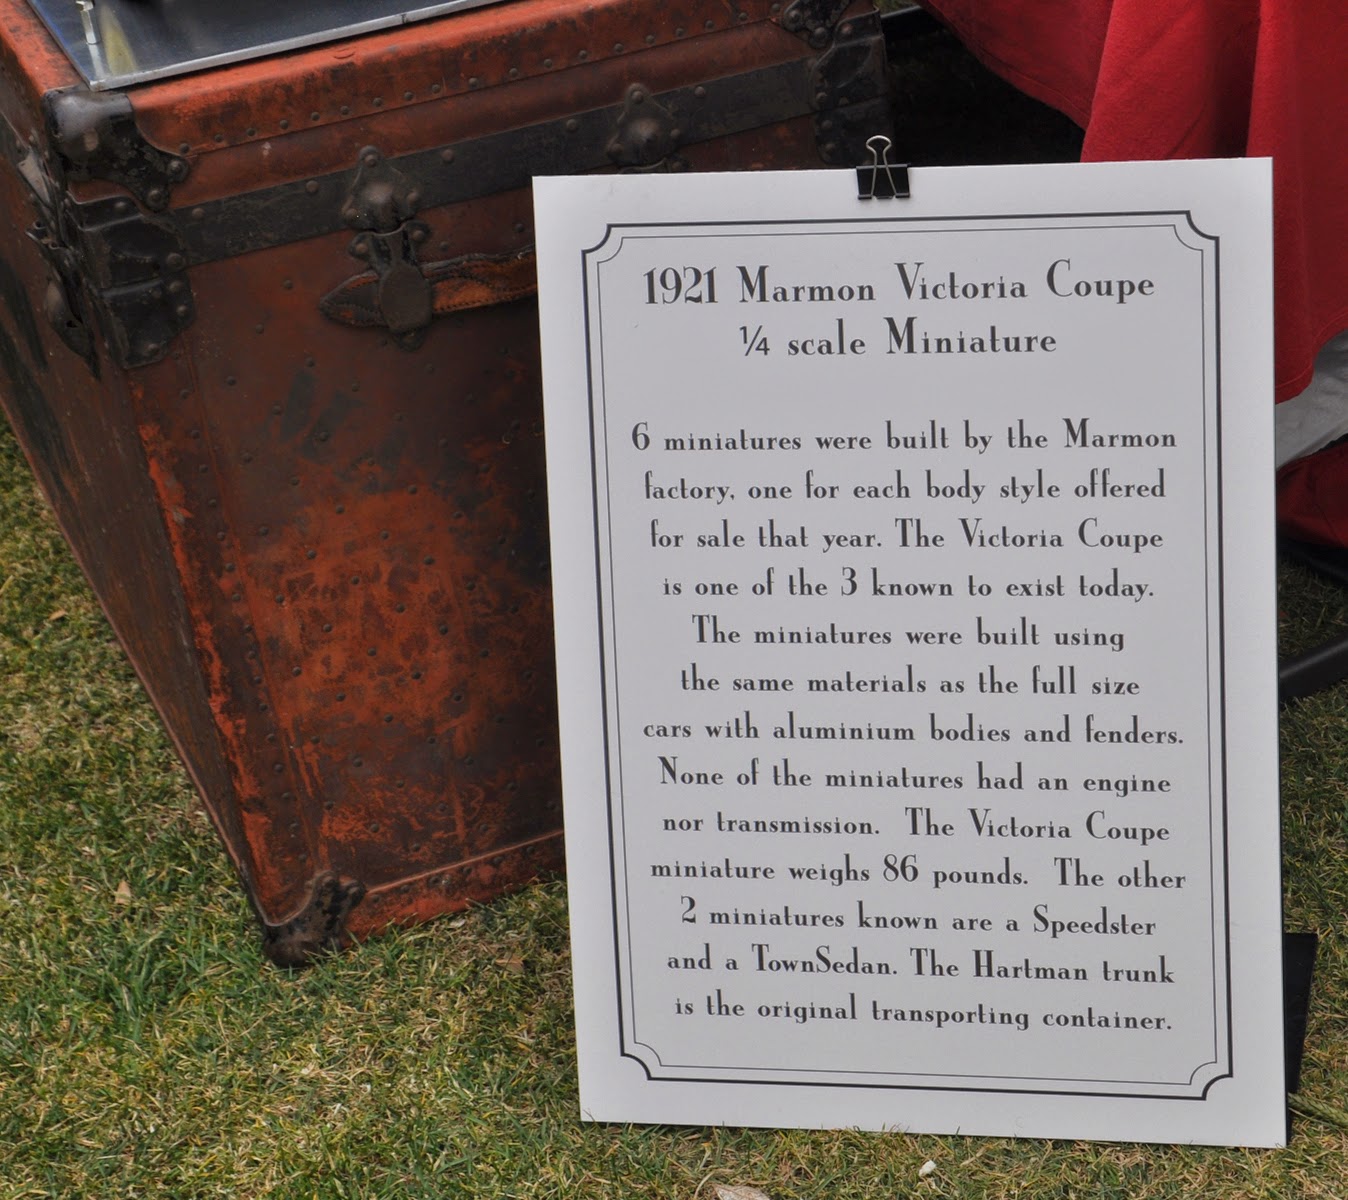 1921 Marmon Victoria Coupe
¼ scale Miniature
6 miniatures were built by the Marmon
factory, one for each body style offered
for sale that year. The Victoria Coupe
is one of the 3 known to exist today.
The miniatures were built using
the same materials as the full size
cars with aluminium bodies and fenders.
None of the miniatures had an engine
nor transmission. The Victoria Coupe
miniature weighs 86 pounds. The other
2 miniatures known are a Speedster
and a TownSedan. The Hartman trunk
is the original transporting container.